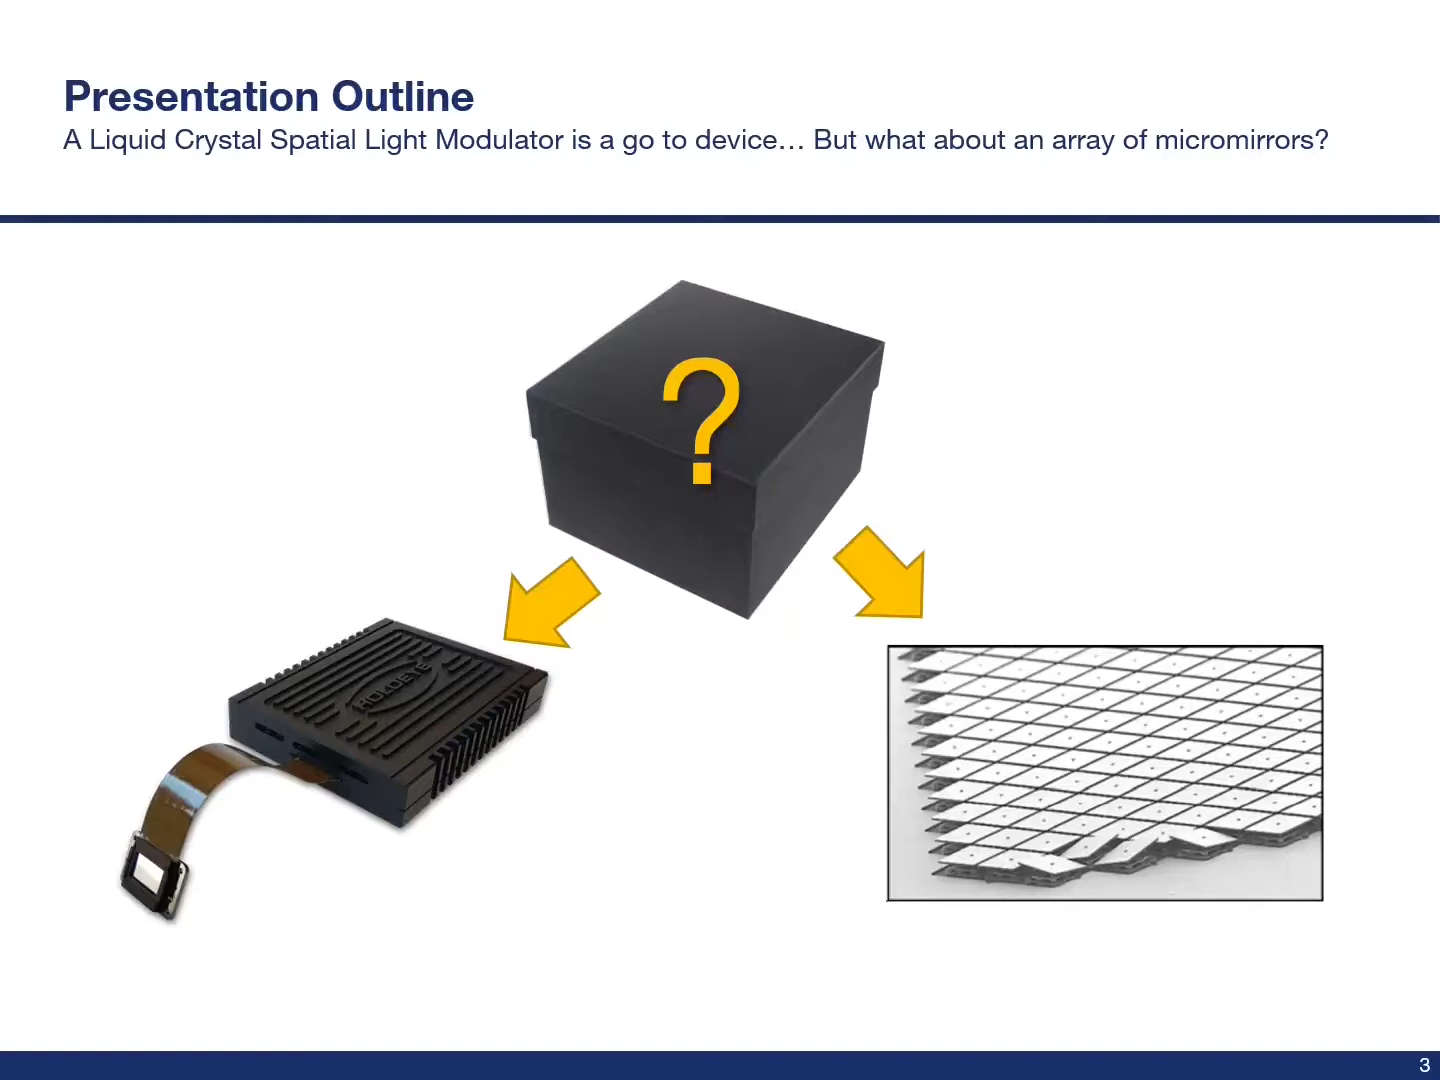 Presentation Outline
A Liquid Crystal Spatial Light Modulator is a go to device… But what about an array of micromirrors?
?
HOLOEYE
3